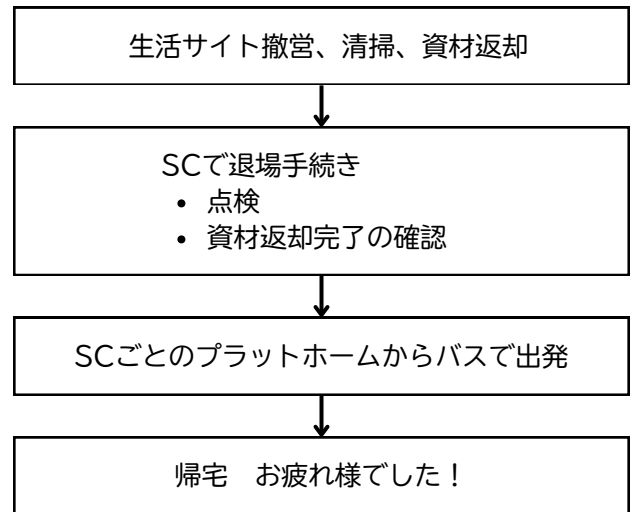 生活サイト撤営、清掃、資材返却
SCで退場手続き
• 点検
• 資材返却完了の確認
SCごとのプラットホームからバスで出発
帰宅　お疲れ様でした！